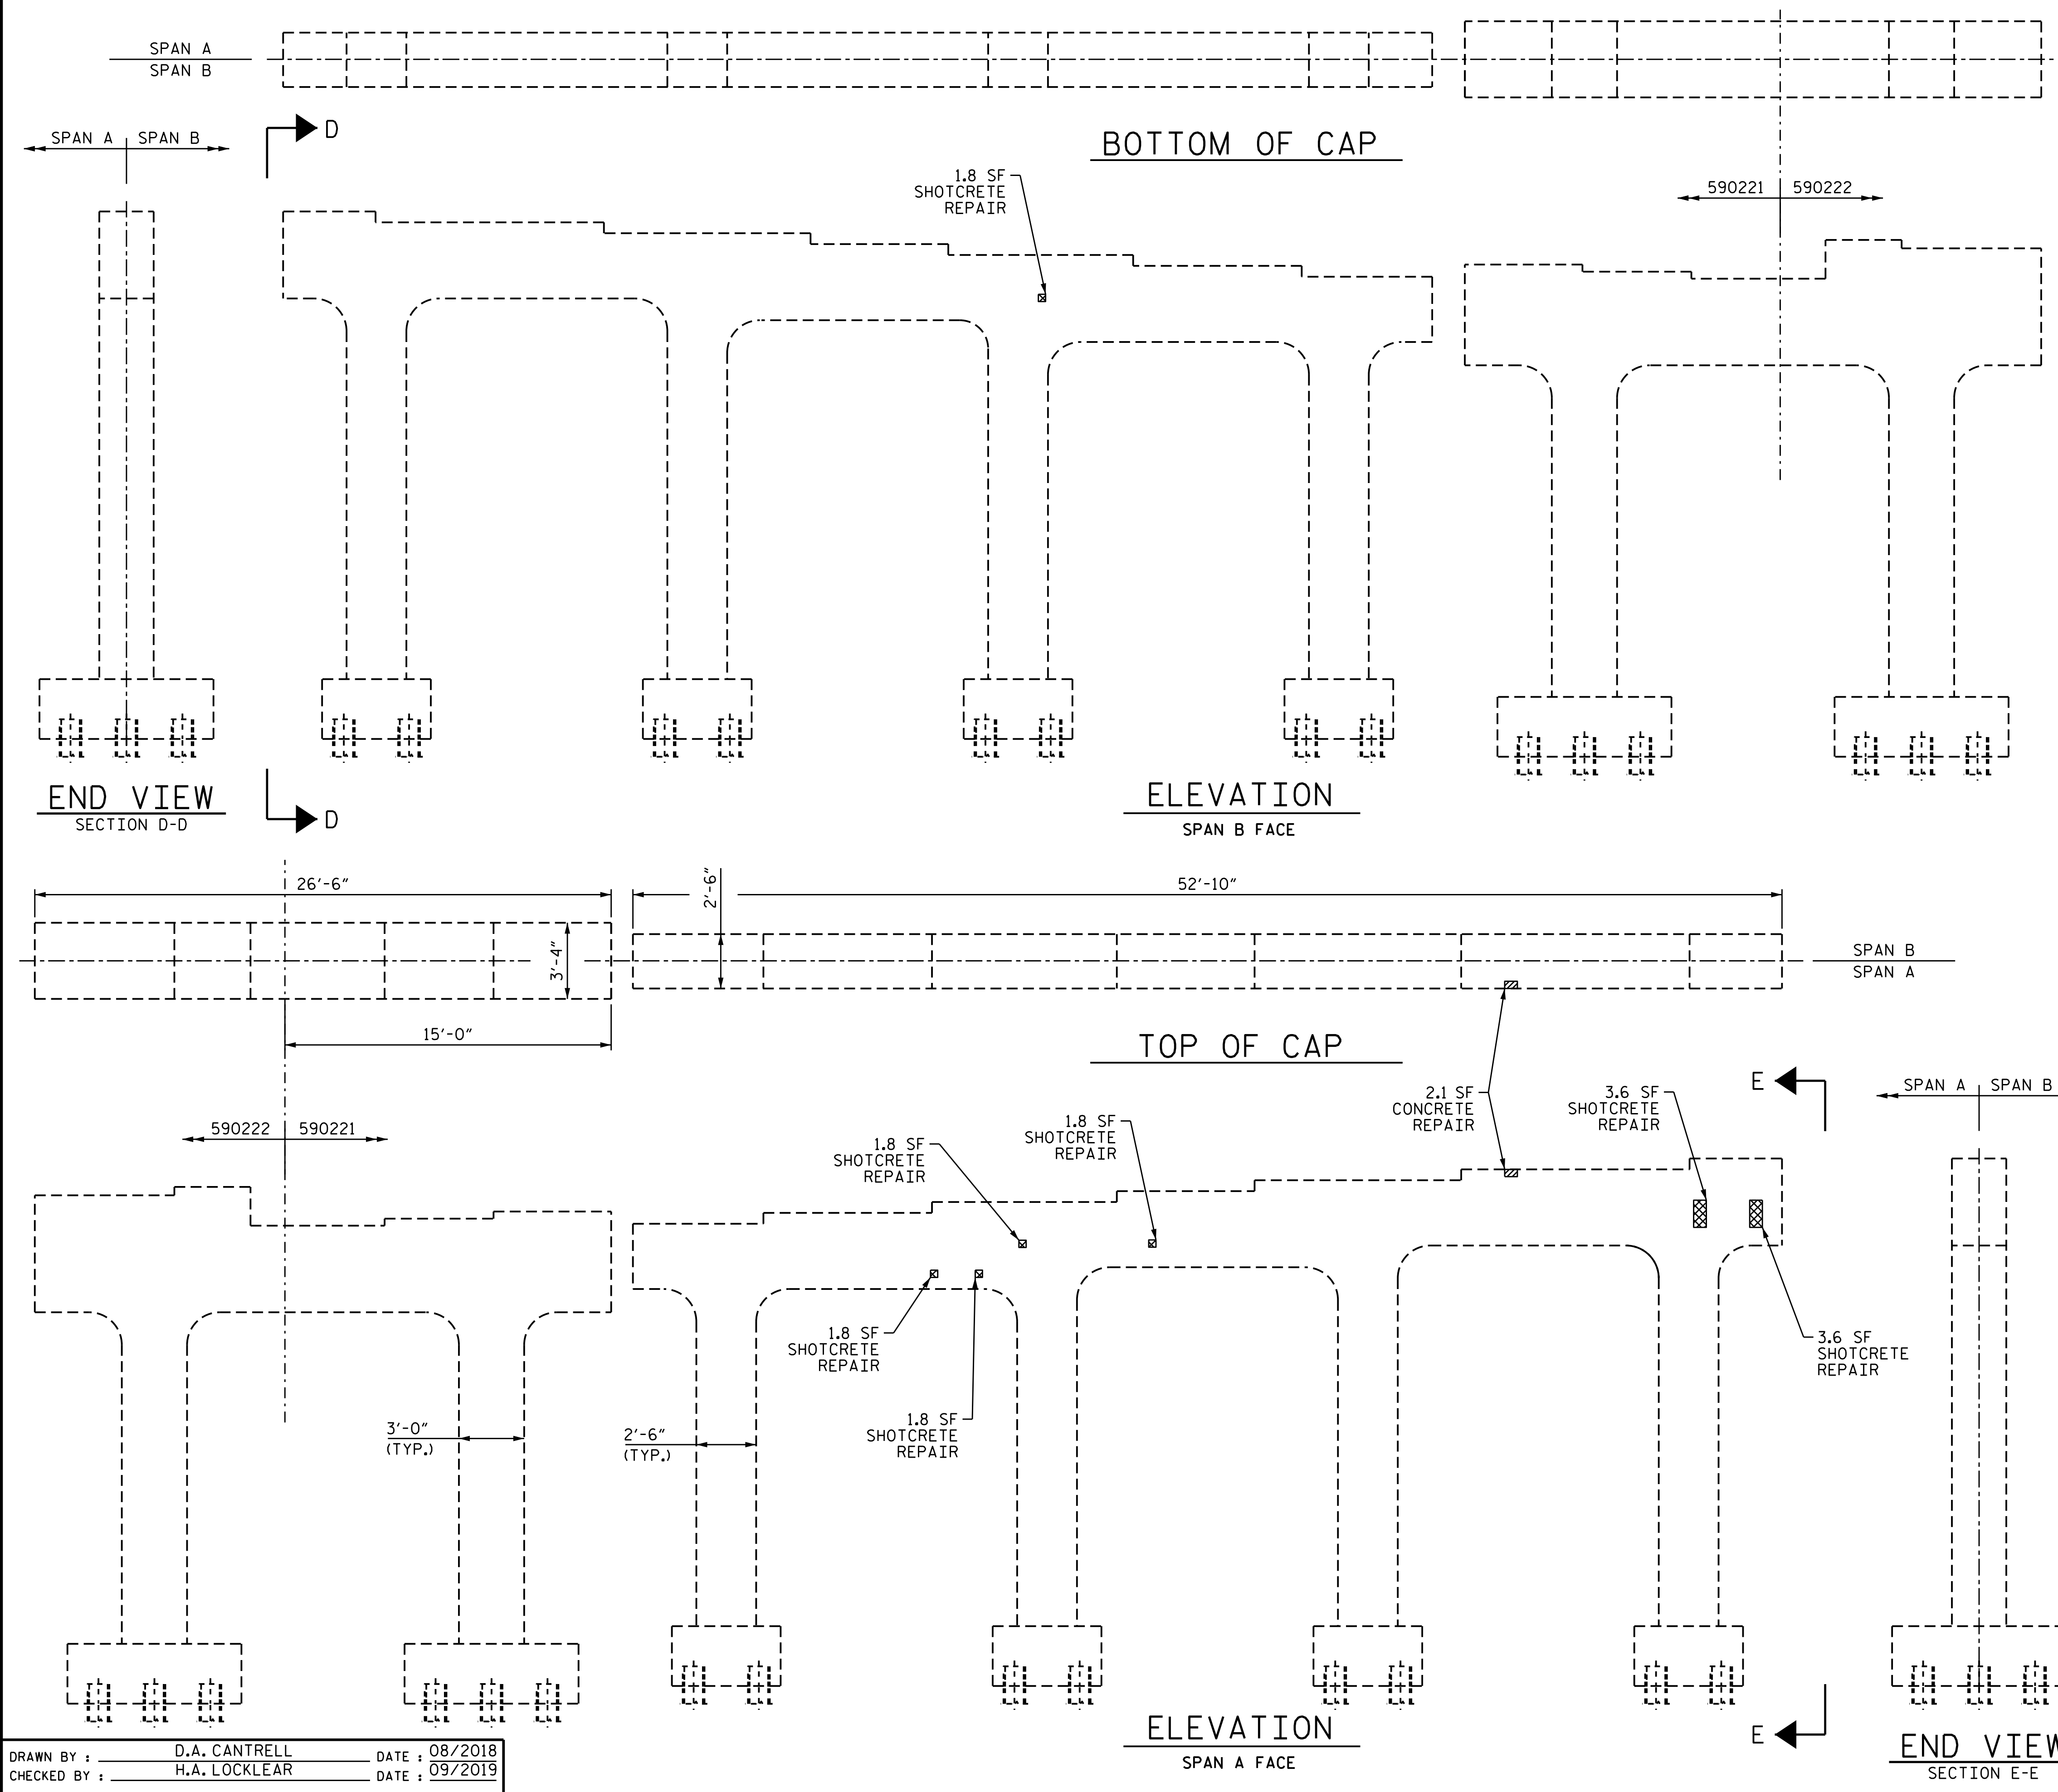 SPAN A
SPAN B
SPAN A SPAN B
D
BOTTOM OF CAP
1.8 SF
SHOTCRETE
REPAIR
590221 590222
END VIEW
SECTION D-D
D
ELEVATION
SPAN B FACE
26'-6"
2'-6"
52'-10"
3'-4"
SPAN B
SPAN A
15'-0"
TOP OF CAP
590222 590221
1.8 SF
SHOTCRETE
REPAIR
1.8 SF
SHOTCRETE
REPAIR
2.1 SF
CONCRETE
REPAIR
3.6 SF
SHOTCRETE
REPAIR
E
SPAN A SPAN B
1.8 SF
SHOTCRETE
REPAIR
3.6 SF
SHOTCRETE
REPAIR
3'-0"
(TYP.)
2'-6"
(TYP.)
1.8 SF
SHOTCRETE
REPAIR
ELEVATION
SPAN A FACE
E
END VIEW
SECTION E-E
DRAWN BY : D.A. CANTRELL DATE : 08/2018
CHECKED BY : H.A. LOCKLEAR DATE : 09/2019